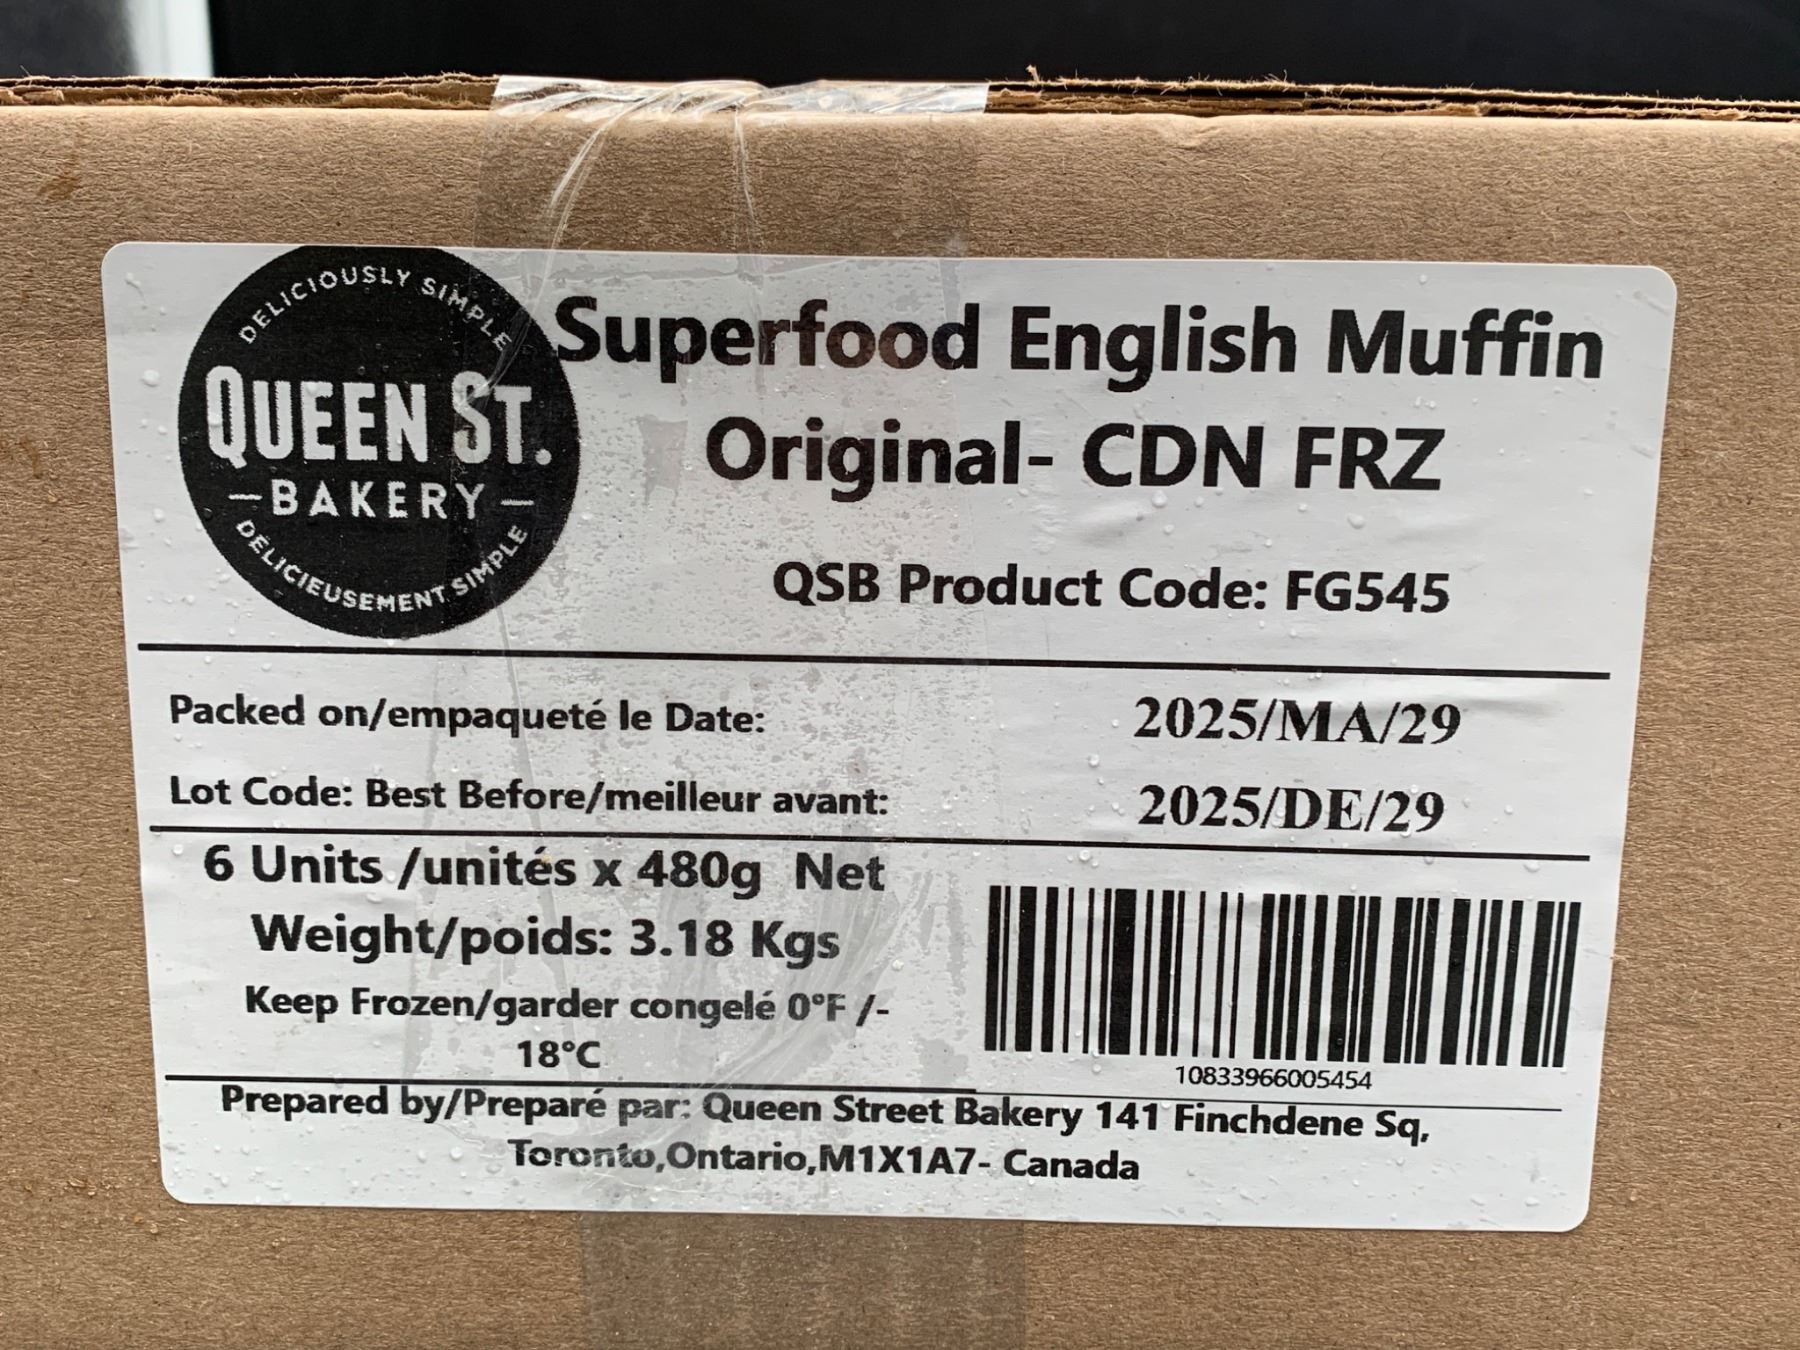 DELICIOUSLY SIMPLE
QUEEN ST.
BAKERY
DÉLICIEUSEMENT SIMPLE
Superfood English Muffin
Original- CDN FRZ
QSB Product Code: FG545
Packed on/empaqueté le Date: 2025/MA/29
Lot Code: Best Before/meilleur avant: 2025/DE/29
6 Units /unités x 480g Net
Weight/poids: 3.18 Kgs
Keep Frozen/garder congelé 0°F /-
18°C
10833966005454
Prepared by/Preparé par: Queen Street Bakery 141 Finchdene Sq,
Toronto,Ontario,M1X1A7- Canada